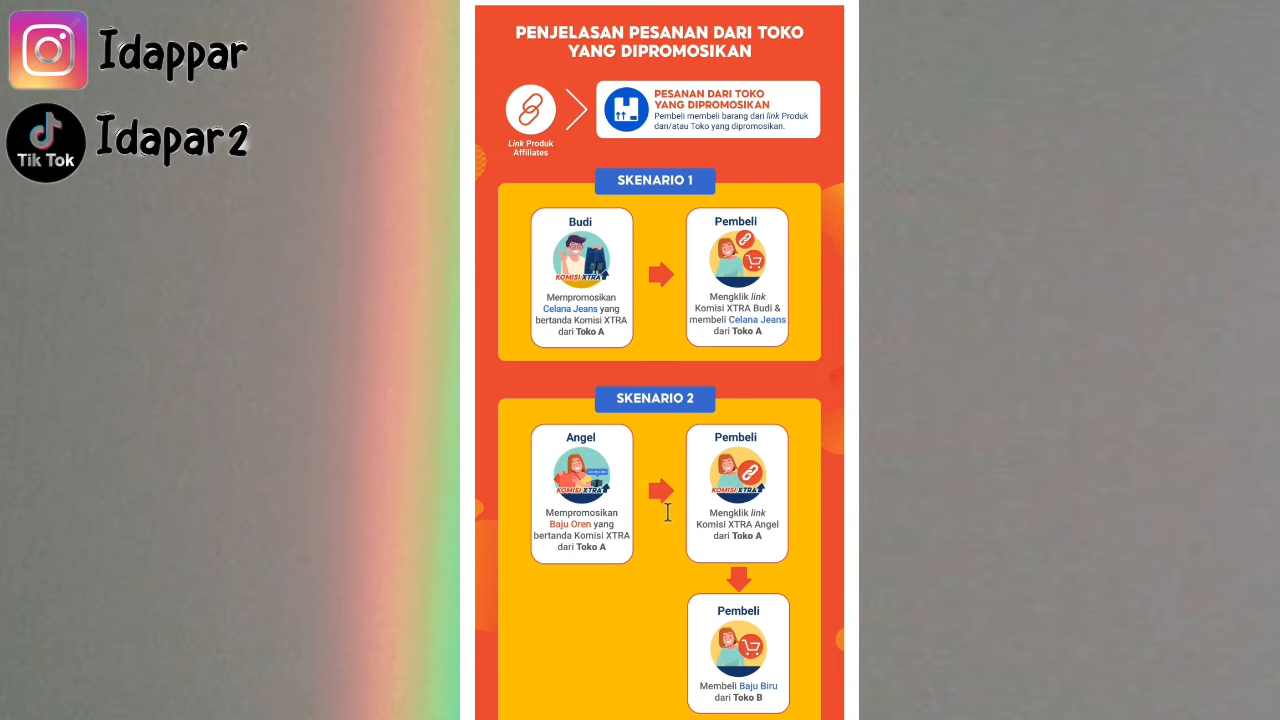 Idappar
Tik Tok
Idapar2
PENJELASAN PESANAN DARI TOKO
YANG DIPROMOSIKAN
Link Produk
Affiliates
PESANAN DARI TOKO
YANG DIPROMOSIKAN
Pembeli membeli barang dari link Produk
dan/atau Toko yang dipromosikan.
SKENARIO 1
Budi
KOMISI XTRA
Mempromosikan
Celana Jeans yang
bertanda Komisi XTRA
dari Toko A
Pembeli
Mengklik link
Komisi XTRA Budi &
membeli Celana Jeans
dari Toko A
SKENARIO 2
Angel
KOMISI XTRA
Mempromosikan
Baju Oren yang
bertanda Komisi XTRA
dari Toko A
Pembeli
KOMISI XTRA
Mengklik link
Komisi XTRA Angel
dari Toko A
Pembeli
Membeli Baju Biru
dari Toko B